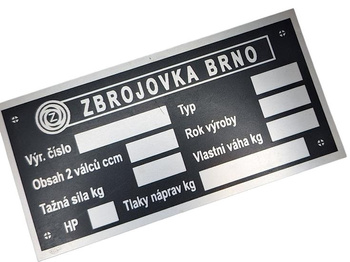 Z ZBROJOVKA BRNO
Výr. číslo Typ
Obsah 2 válců ccm Rok výroby
Tažná síla kg Vlastní váha kg
HP Tlaky náprav kg